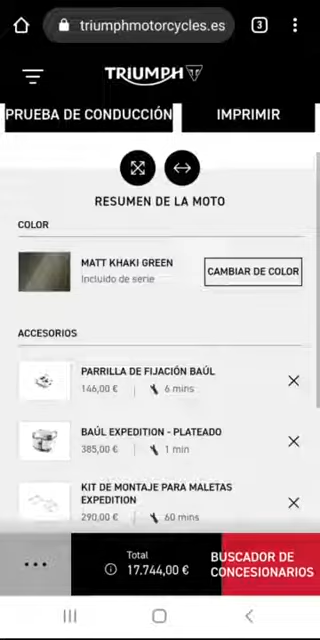 triumphmotorcycles.es
3
TRIUMPH
PRUEBA DE CONDUCCIÓN
IMPRIMIR
RESUMEN DE LA MOTO
COLOR
MATT KHAKI GREEN
Incluido de serie
CAMBIAR DE COLOR
ACCESORIOS
PARRILLA DE FIJACIÓN BAÚL
146,00 € | 6 mins
BAÚL EXPEDITION - PLATEADO
385,00 € | 1 min
KIT DE MONTAJE PARA MALETAS
EXPEDITION
290,00 € | 60 mins
Total
17.744,00 €
BUSCADOR DE
CONCESIONARIOS